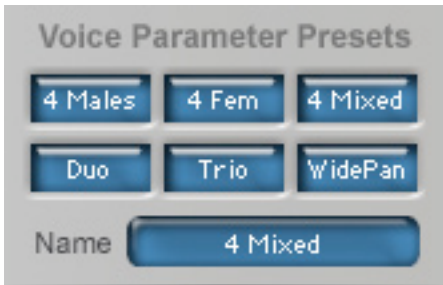 Voice Parameter Presets
4 Males 4 Fem 4 Mixed
Duo Trio WidePan
Name 4 Mixed